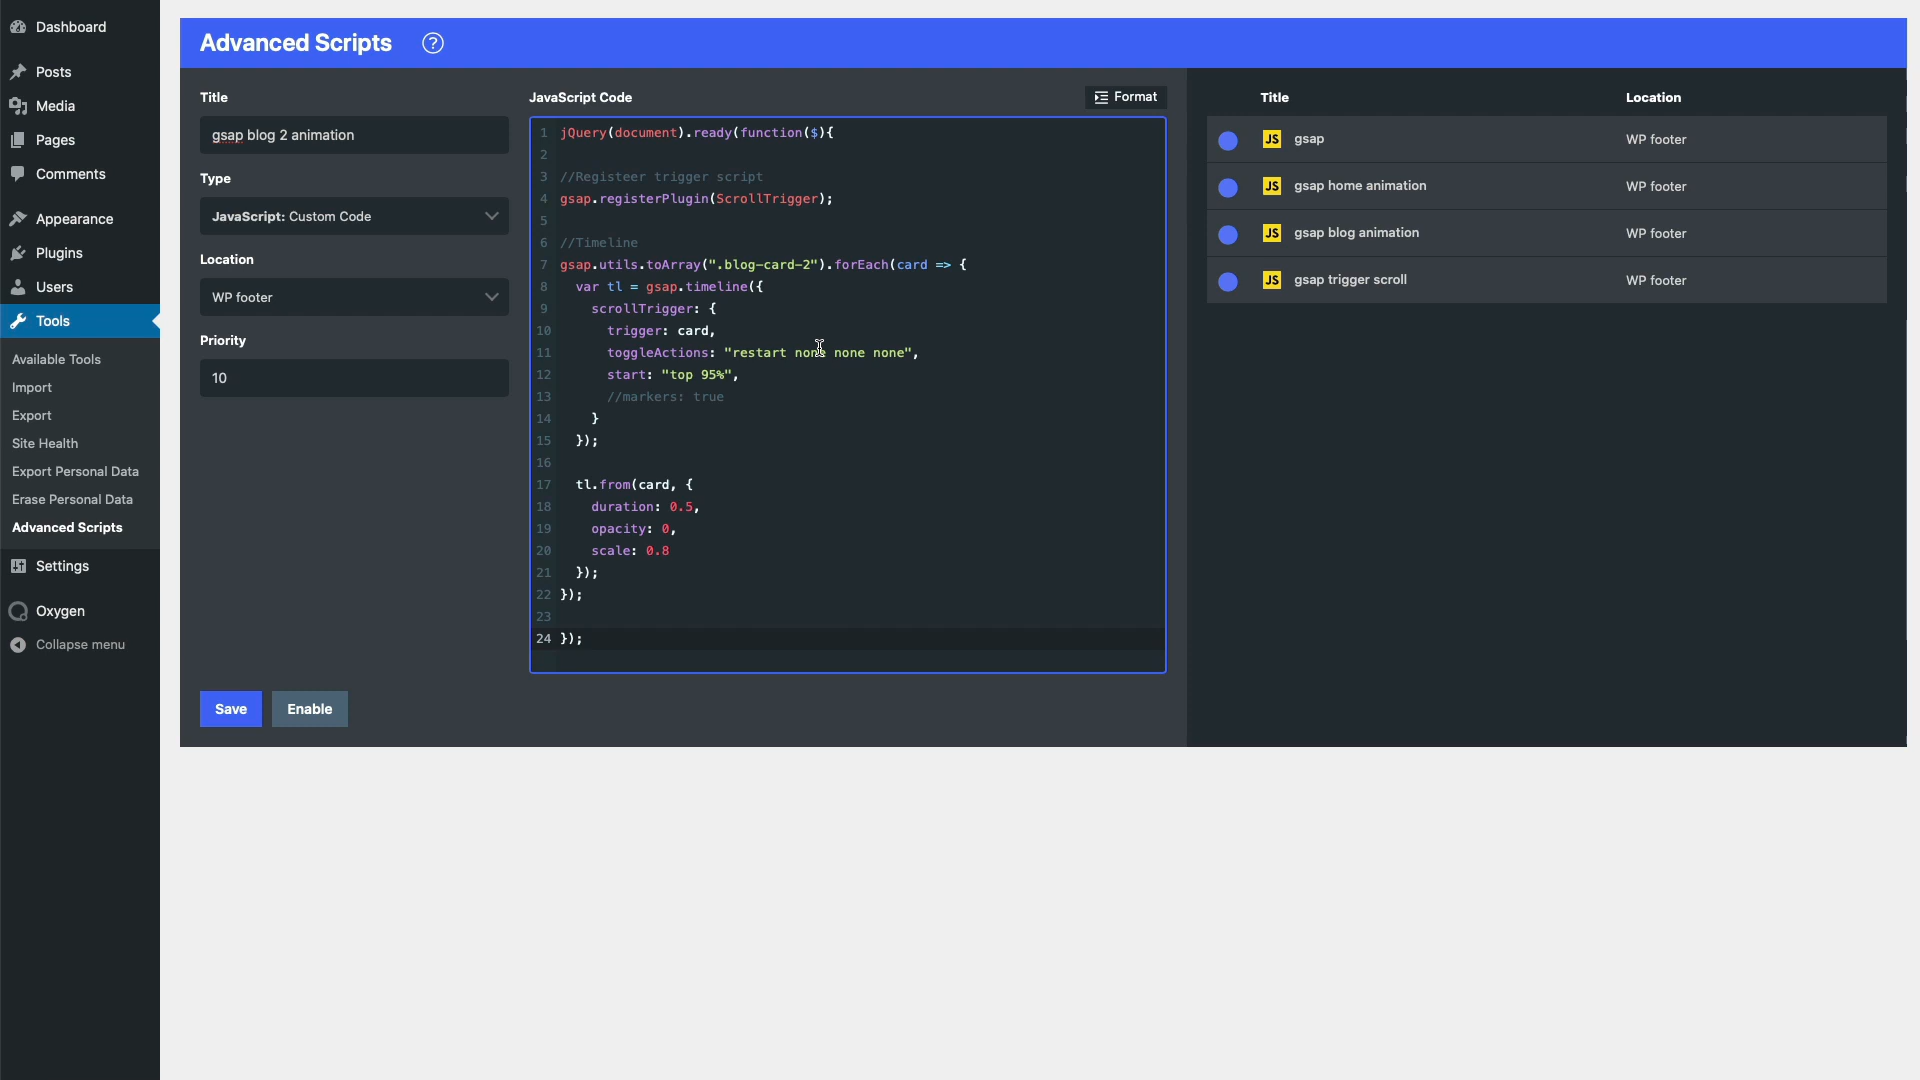 Dashboard
Posts
Media
Pages
Comments
Appearance
Plugins
Users
Tools
Available Tools
Import
Export
Site Health
Export Personal Data
Erase Personal Data
Advanced Scripts
Settings
Oxygen
Collapse menu
Advanced Scripts ?
Title
gsap blog 2 animation
Type
JavaScript: Custom Code
Location
WP footer
Priority
10
Save Enable
JavaScript Code Format
1 jQuery(document).ready(function($){
2
3 //Registeer trigger script
4 gsap.registerPlugin(ScrollTrigger);
5
6 //Timeline
7 gsap.utils.toArray(".blog-card-2").forEach(card => {
8 var tl = gsap.timeline({
9 scrollTrigger: {
10 trigger: card,
11 toggleActions: "restart none none none",
12 start: "top 95%",
13 //markers: true
14 }
15 });
16
17 tl.from(card, {
18 duration: 0.5,
19 opacity: 0,
20 scale: 0.8
21 });
22 });
23
24 });
Title Location
JS gsap WP footer
JS gsap home animation WP footer
JS gsap blog animation WP footer
JS gsap trigger scroll WP footer